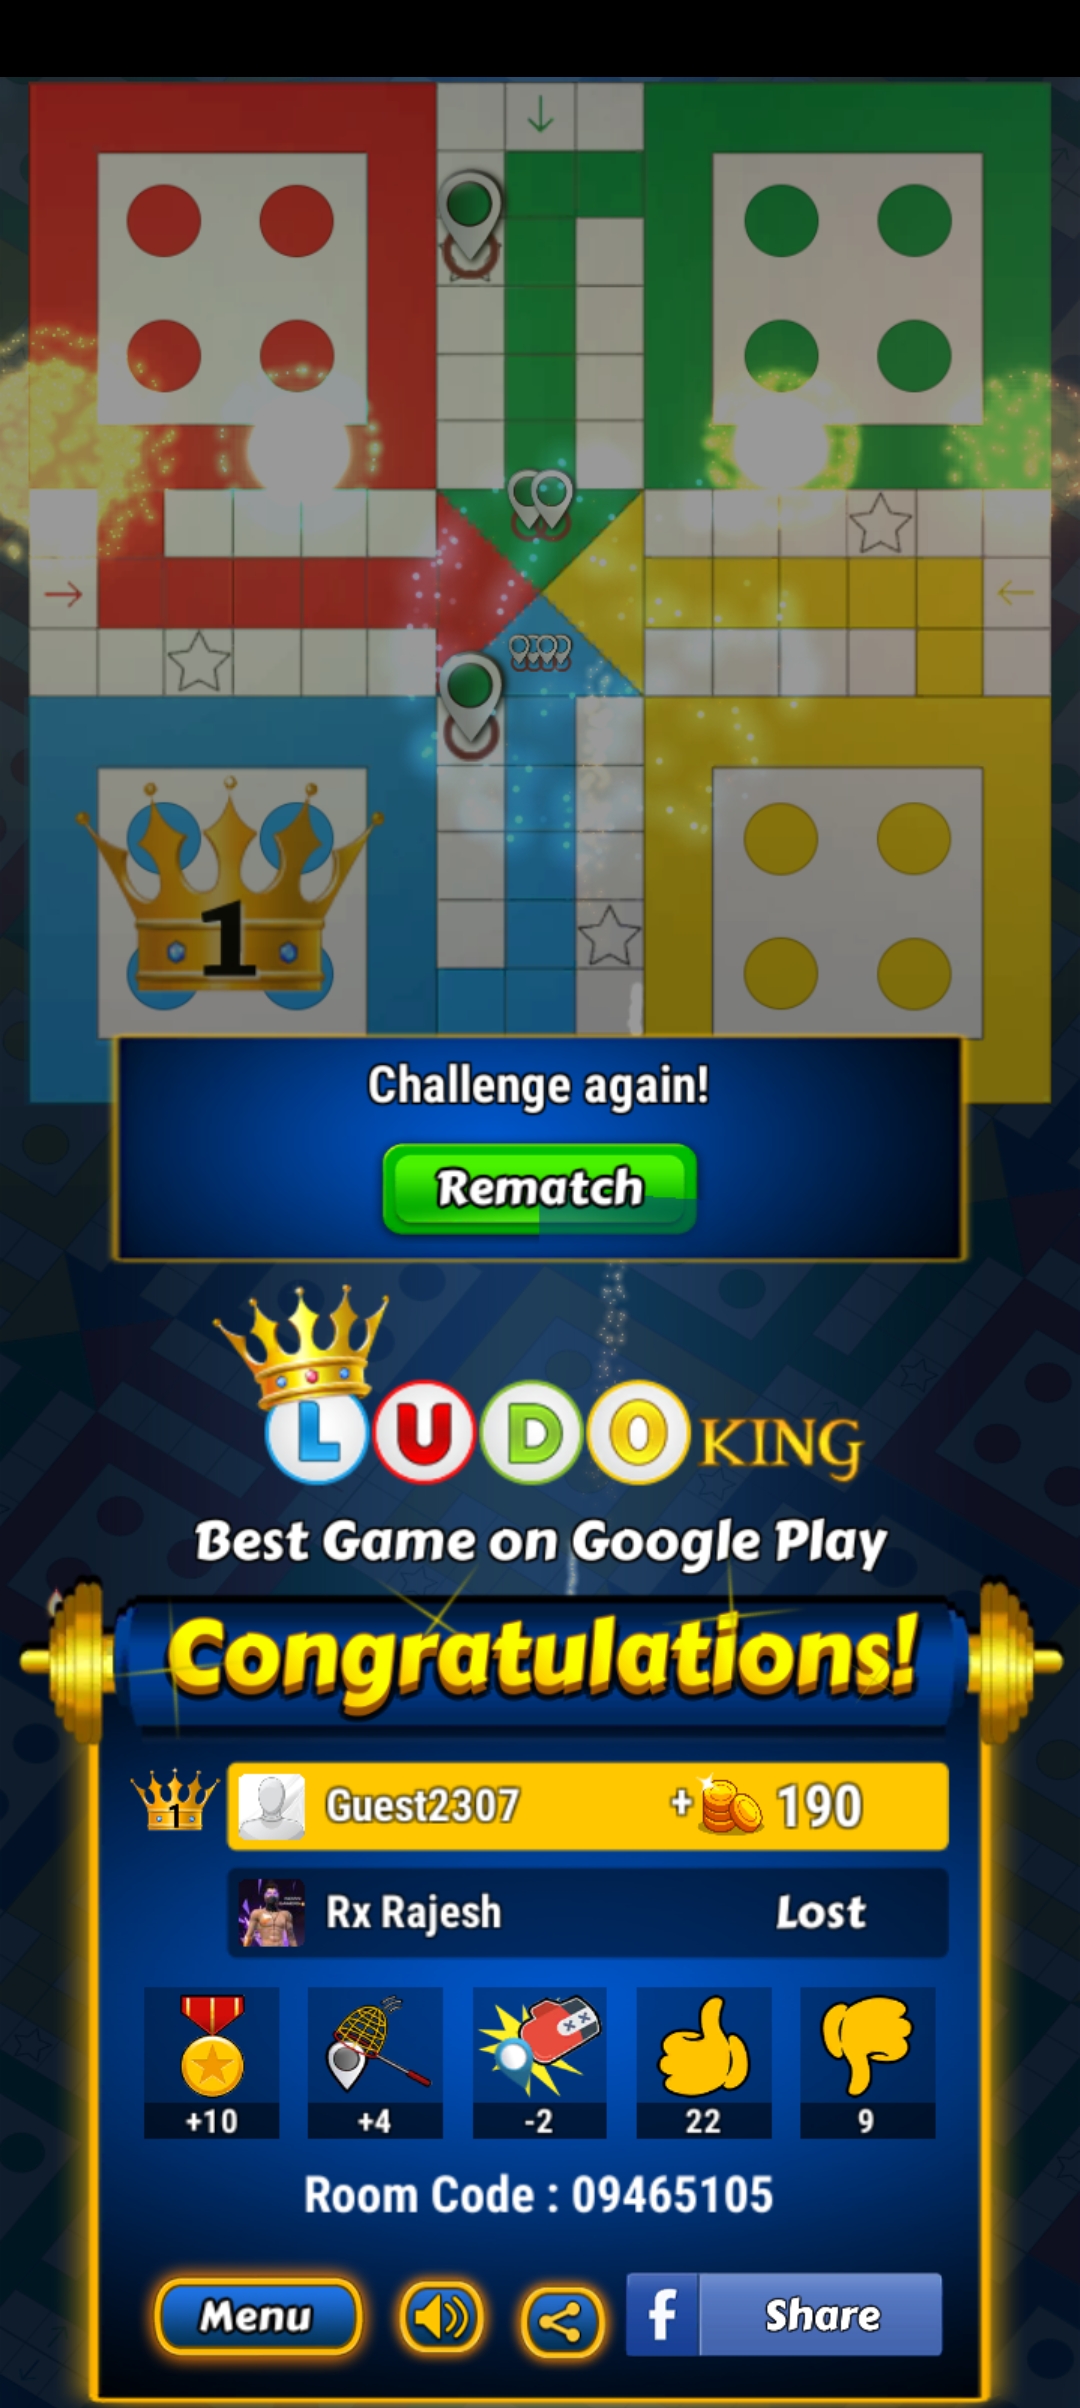 1
Challenge again!
Rematch
LUDO KING
Best Game on Google Play
Congratulations!
1 Guest2307 + 190
Rx Rajesh Lost
+10 +4 -2 22 9
Room Code : 09465105
Menu f Share